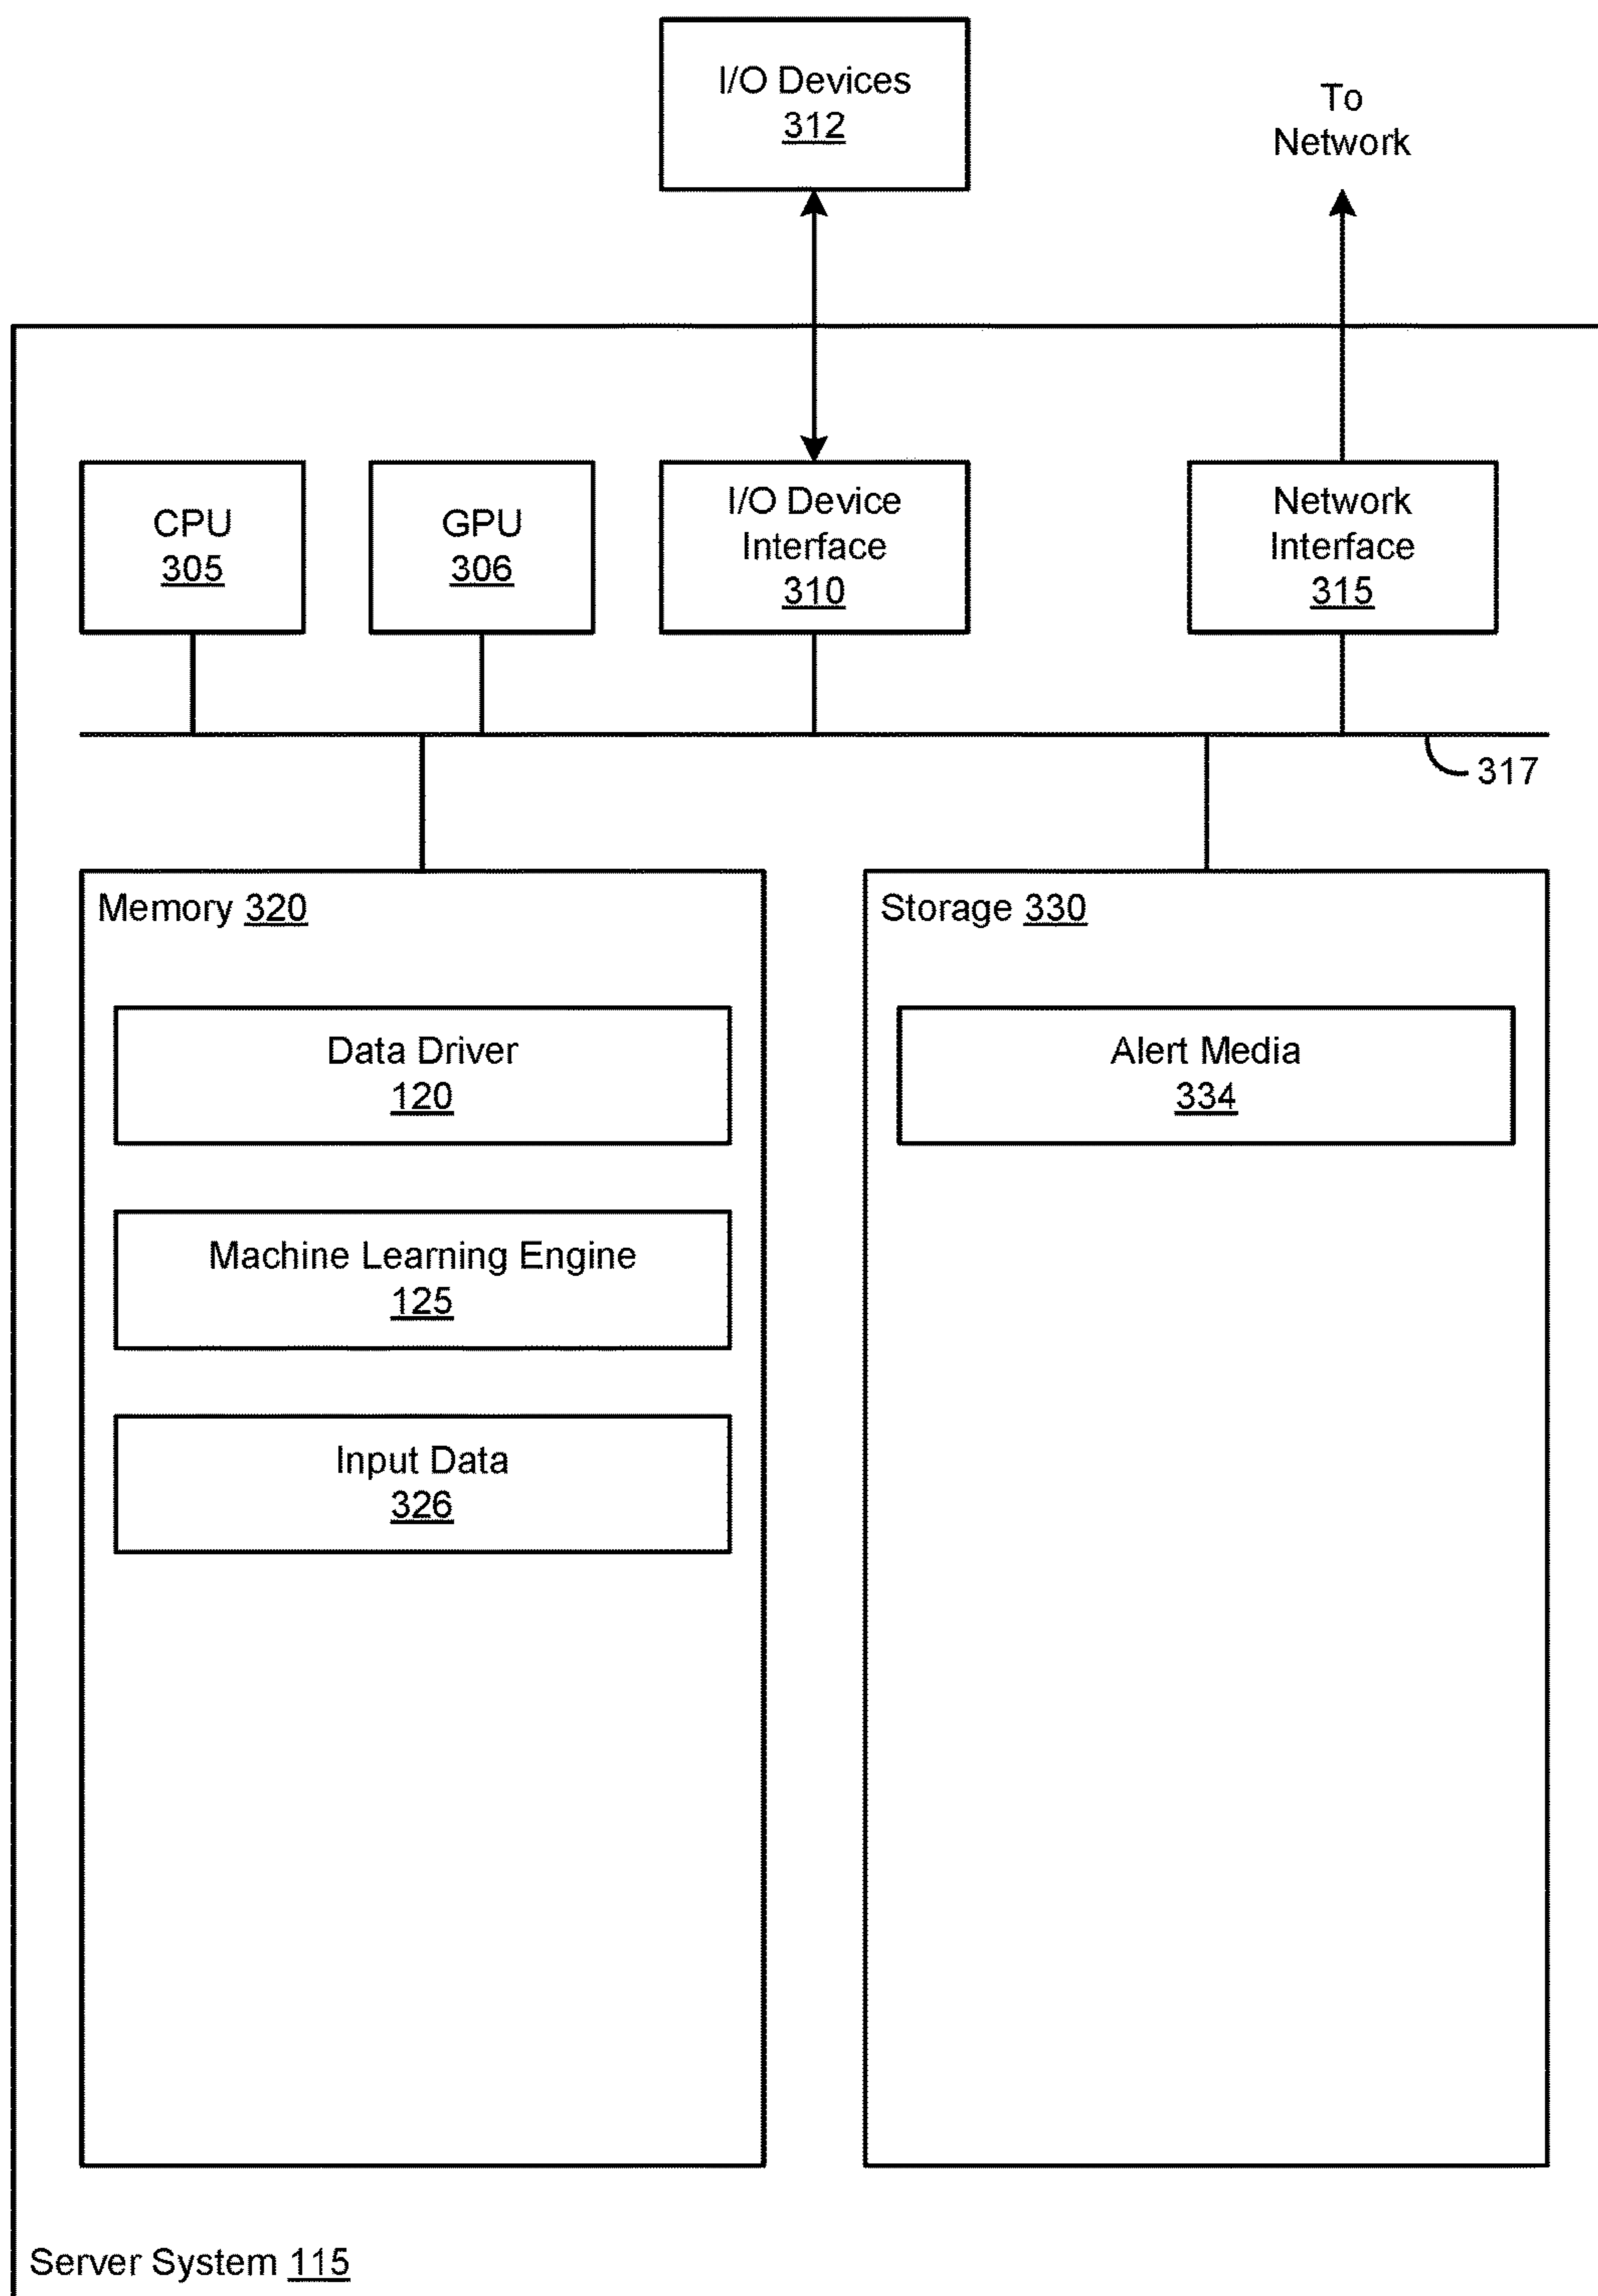 I/O Devices
312
To
Network
CPU
305
GPU
306
I/O Device
Interface
310
Network
Interface
315
317
Memory 320
Data Driver
120
Machine Learning Engine
125
Input Data
326
Storage 330
Alert Media
334
Server System 115